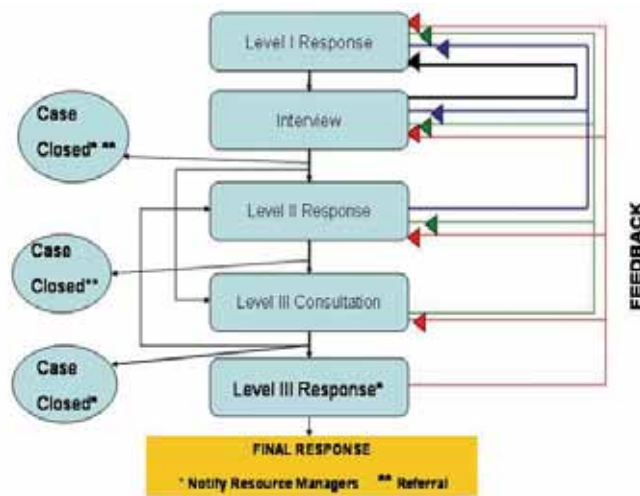 Level I Response
Interview
Case
Closed* **
Level II Response
Case
Closed**
Level III Consultation
Case
Closed*
Level III Response*
FEEDBACK
FINAL RESPONSE
* Notify Resource Managers ** Referral